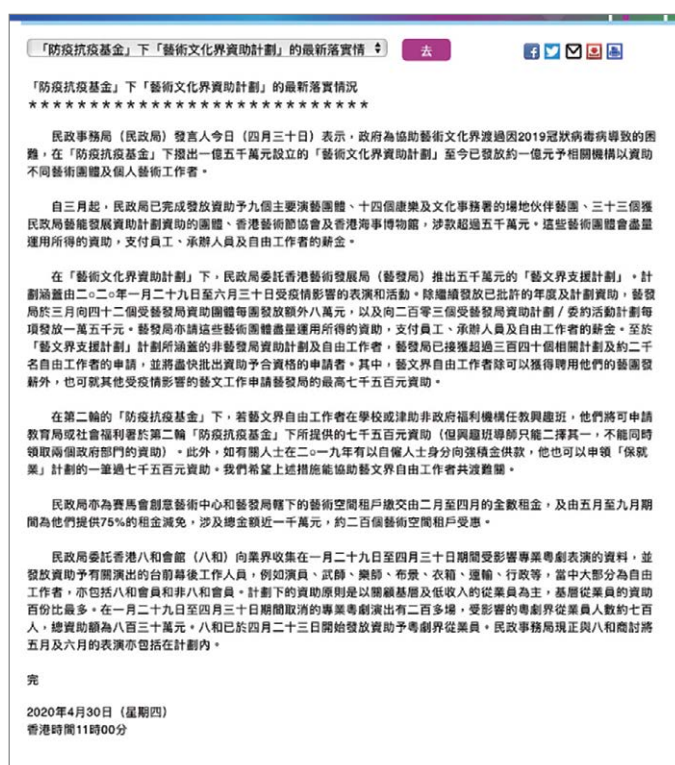 「防疫抗疫基金」下「藝術文化界資助計劃」的最新落實情
去
「防疫抗疫基金」下「藝術文化界資助計劃」的最新落實情況
＊＊＊＊＊＊＊＊＊＊＊＊＊＊＊＊＊＊＊＊＊＊＊＊＊＊＊
民政事務局（民政局）發言人今日（四月三十日）表示，政府為協助藝術文化界渡過因2019冠狀病毒病導致的困
難，在「防疫抗疫基金」下撥出一億五千萬元設立的「藝術文化界資助計劃」至今已發放約一億元予相關機構以資助
不同藝術團體及個人藝術工作者。
自三月起，民政局已完成發放資助予九個主要演藝團體、十四個康樂及文化事務署的場地伙伴藝團、三十三個獲
民政局藝能發展資助計劃資助的團體、香港藝術節協會及香港海事博物館，涉款超過五千萬元。這些藝術團體會盡量
運用所得的資助，支付員工、承辦人員及自由工作者的薪金。
在「藝術文化界資助計劃」下，民政局委託香港藝術發展局（藝發局）推出五千萬元的「藝文界支援計劃」。計
劃涵蓋由二○二○年一月二十九日至六月三十日受疫情影響的表演和活動。除繼續發放已批許的年度及計劃資助，藝發
局於三月向四十二個受藝發局資助團體每團發放額外八萬元，以及向二百零三個受藝發局資助計劃／委約活動計劃每
項發放一萬五千元。藝發局亦請這些藝術團體盡量運用所得的資助，支付員工、承辦人員及自由工作者的薪金。至於
「藝文界支援計劃」計劃所涵蓋的非藝發局資助計劃及自由工作者，藝發局已接獲超過三百四十個相關計劃及約二千
名自由工作者的申請，並將盡快批出資助予合資格的申請者。其中，藝文自由工作者除可以獲得聘用他們的藝團發
薪外，也可就其他受疫情影響的藝文工作申請藝發局的最高七千五百元資助。
在第二輪的「防疫抗疫基金」下，若藝文界自由工作者在學校或津助非政府福利機構任教興趣班，他們將可申請
教育局或社會福利署於第二輪「防疫抗疫基金」下所提供的七千五百元資助（但興趣班導師只能二擇其一，不能同時
領取兩個政府部門的資助）。此外，如有關人士在二○一九年有以自僱人士身分向強積金供款，他也可以申領「保就
業」計劃的一筆過七千五百元資助。我們希望上述措施能協助藝文界自由工作者共渡難關。
民政局亦為賽馬會創意藝術中心和藝發局轄下的藝術空間租戶繳交由二月至四月的全數租金，及由五月至九月期
間為他們提供75%的租金減免，涉及總金額近一千萬元，約二百個藝術空間租戶受惠。
民政局委託香港八和會館（八和）向業界收集在一月二十九日至四月三十日期間受影響專業粵劇表演的資料，並
發放資助予有關演出的台前幕後工作人員，例如演員、武師、樂師、布景、衣箱、運輸、行政等，當中大部分為自由
工作者，亦包括八和會員和非八和會員。計劃下的資助原則是以關顧基層及低收入的從業員為主，基層從業員的資助
百份比最多。在一月二十九日至四月三十日期間取消的專業粵劇演出有二百多場，受影響的粵劇界從業員人數約七百
人，總資助額為八百三十萬元。八和已於四月二十三日開始發放資助予粵劇界從業員。民政事務局現正與八和商討將
五月及六月的表演亦包括在計劃內。
完
2020年4月30日（星期四）
香港時間11時00分